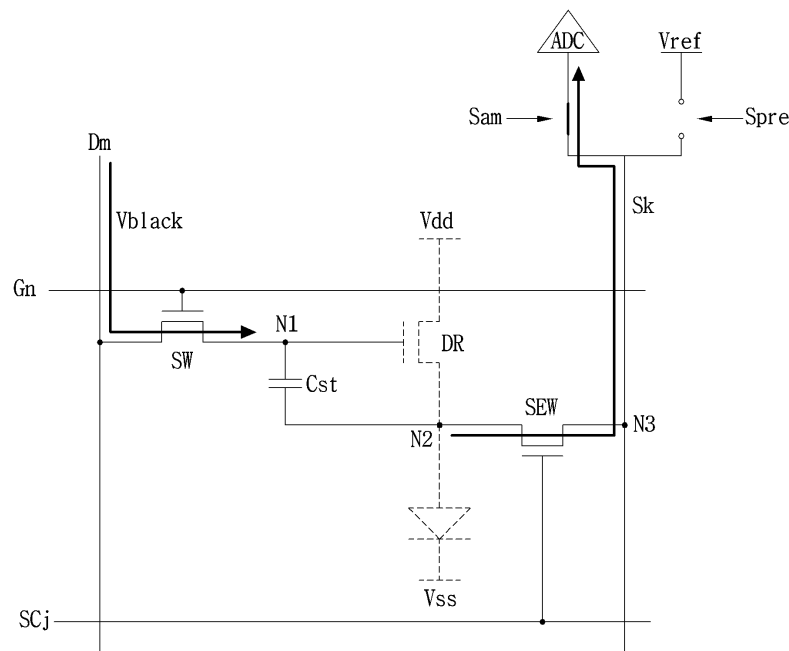 ADC
Vref
Sam
Spre
Dm
Sk
Vblack
Vdd
Gn
N1
DR
SW
Cst
SEW
N2
N3
Vss
SCj